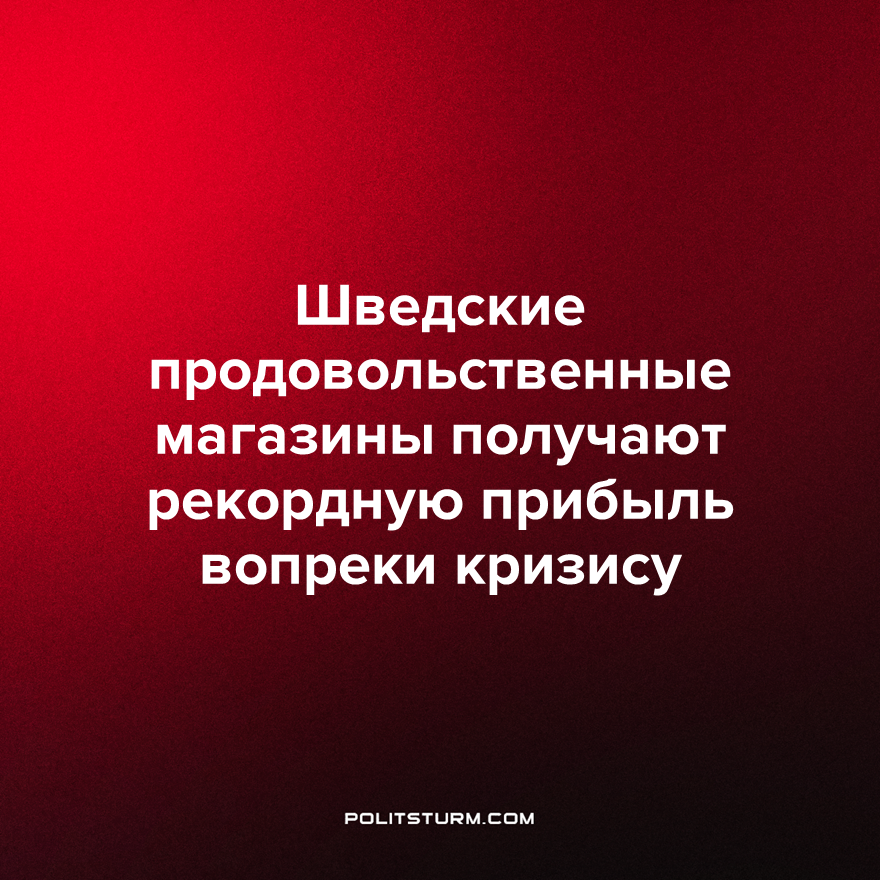 Шведские
продовольственные
магазины получают
рекордную прибыль
вопреки кризису
POLITSTURM.COM